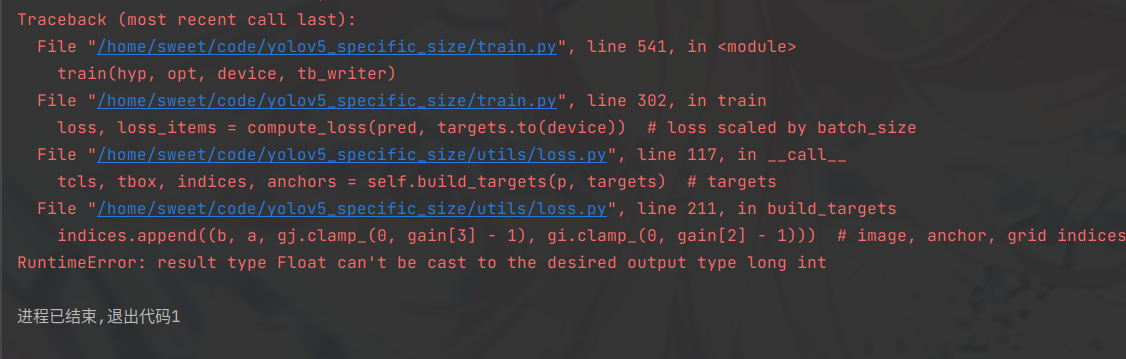 Traceback (most recent call last):
File "/home/sweet/code/yolov5_specific_size/train.py", line 541, in <module>
train(hyp, opt, device, tb_writer)
File "/home/sweet/code/yolov5_specific_size/train.py", line 302, in train
loss, loss_items = compute_loss(pred, targets.to(device))  # loss scaled by batch_size
File "/home/sweet/code/yolov5_specific_size/utils/loss.py", line 117, in __call__
tcls, tbox, indices, anchors = self.build_targets(p, targets)  # targets
File "/home/sweet/code/yolov5_specific_size/utils/loss.py", line 211, in build_targets
indices.append((b, a, gj.clamp_(0, gain[3] - 1), gi.clamp_(0, gain[2] - 1)))  # image, anchor, grid indices
RuntimeError: result type Float can't be cast to the desired output type long int
进程已结束,退出代码1